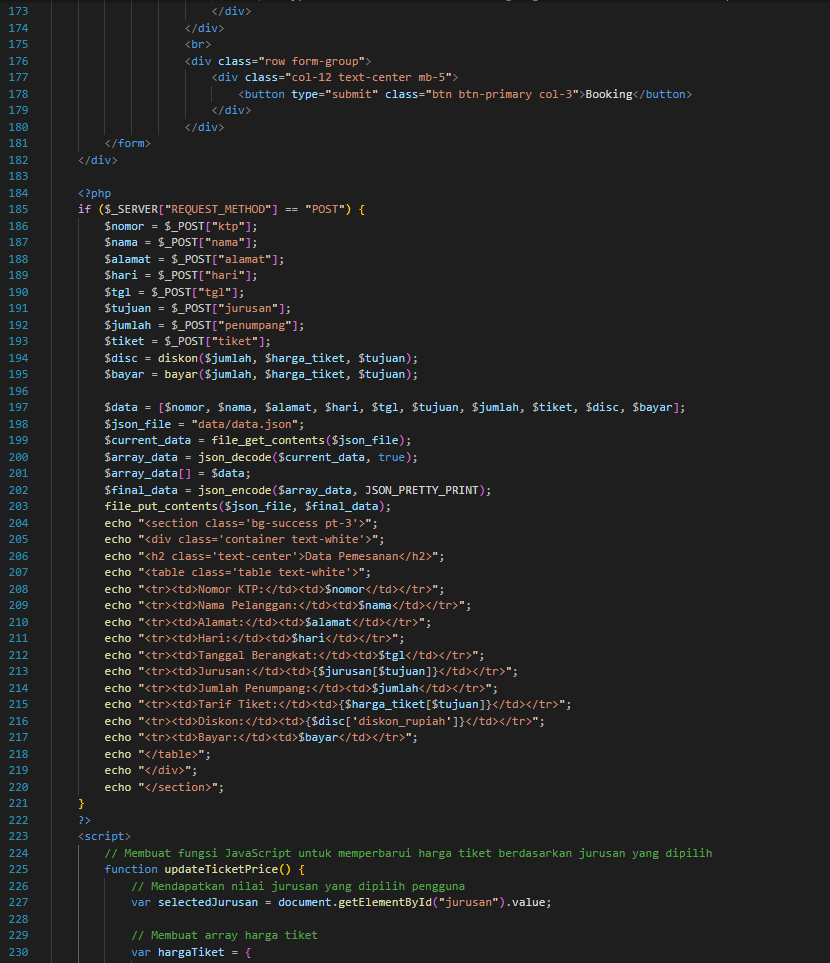 173                         </div>
174                     </div>
175                     <br>
176                     <div class="row form-group">
177                         <div class="col-12 text-center mb-5">
178                             <button type="submit" class="btn btn-primary col-3">Booking</button>
179                         </div>
180                     </div>
181         </form>
182     </div>
183
184     <?php
185     if ($_SERVER["REQUEST_METHOD"] == "POST") {
186         $nomor = $_POST["ktp"];
187         $nama = $_POST["nama"];
188         $alamat = $_POST["alamat"];
189         $hari = $_POST["hari"];
190         $tgl = $_POST["tgl"];
191         $tujuan = $_POST["jurusan"];
192         $jumlah = $_POST["penumpang"];
193         $tiket = $_POST["tiket"];
194         $disc = diskon($jumlah, $harga_tiket, $tujuan);
195         $bayar = bayar($jumlah, $harga_tiket, $tujuan);
196
197         $data = [$nomor, $nama, $alamat, $hari, $tgl, $tujuan, $jumlah, $tiket, $disc, $bayar];
198         $json_file = "data/data.json";
199         $current_data = file_get_contents($json_file);
200         $array_data = json_decode($current_data, true);
201         $array_data[] = $data;
202         $final_data = json_encode($array_data, JSON_PRETTY_PRINT);
203         file_put_contents($json_file, $final_data);
204         echo "<section class='bg-success pt-3'>";
205         echo "<div class='container text-white'>";
206         echo "<h2 class='text-center'>Data Pemesanan</h2>";
207         echo "<table class='table text-white'>";
208         echo "<tr><td>Nomor KTP:</td><td>$nomor</td></tr>";
209         echo "<tr><td>Nama Pelanggan:</td><td>$nama</td></tr>";
210         echo "<tr><td>Alamat:</td><td>$alamat</td></tr>";
211         echo "<tr><td>Hari:</td><td>$hari</td></tr>";
212         echo "<tr><td>Tanggal Berangkat:</td><td>$tgl</td></tr>";
213         echo "<tr><td>Jurusan:</td><td>{$jurusan[$tujuan]}</td></tr>";
214         echo "<tr><td>Jumlah Penumpang:</td><td>$jumlah</td></tr>";
215         echo "<tr><td>Tarif Tiket:</td><td>{$harga_tiket[$tujuan]}</td></tr>";
216         echo "<tr><td>Diskon:</td><td>{$disc['diskon_rupiah']}</td></tr>";
217         echo "<tr><td>Bayar:</td><td>$bayar</td></tr>";
218         echo "</table>";
219         echo "</div>";
220         echo "</section>";
221     }
222     ?>
223     <script>
224         // Membuat fungsi JavaScript untuk memperbarui harga tiket berdasarkan jurusan yang dipilih
225         function updateTicketPrice() {
226             // Mendapatkan nilai jurusan yang dipilih pengguna
227             var selectedJurusan = document.getElementById("jurusan").value;
228
229             // Membuat array harga tiket
230             var hargaTiket = {